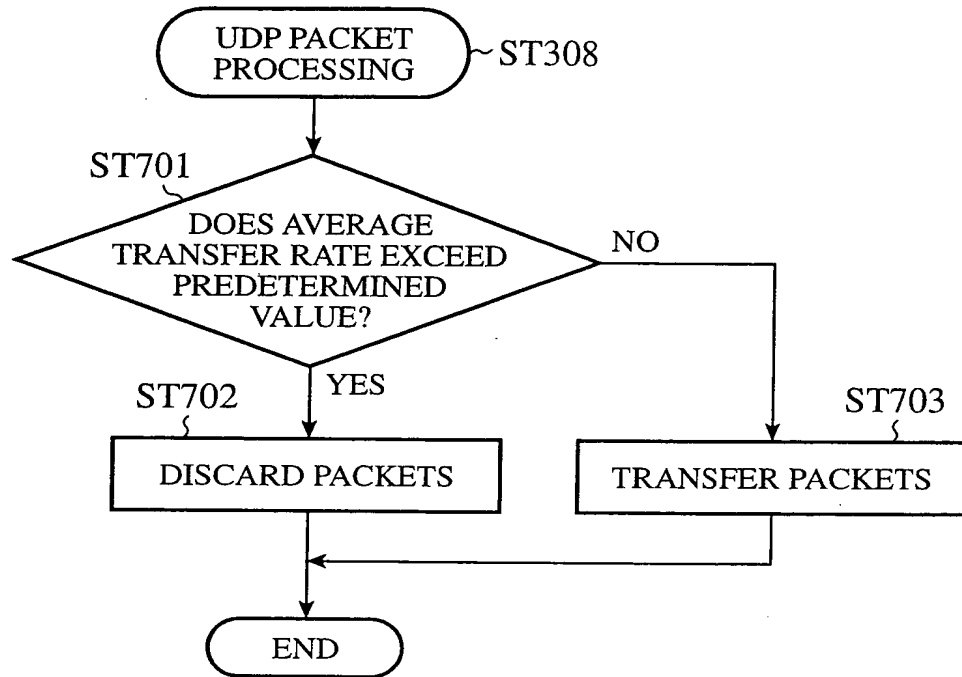 UDP PACKET
PROCESSING
ST308
ST701
DOES AVERAGE
TRANSFER RATE EXCEED
PREDETERMINED
VALUE?
NO
YES
ST702
ST703
DISCARD PACKETS
TRANSFER PACKETS
END